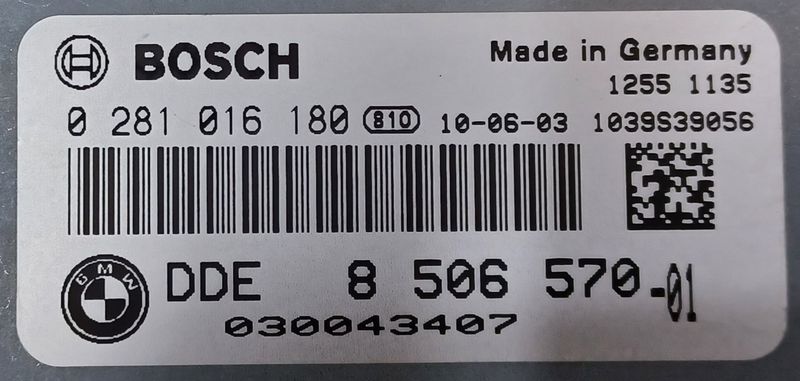 BOSCH
Made in Germany
1255 1135
0 281 016 180 810 10-06-03 1039S39056
BMW
DDE 8 506 570-01
030043407